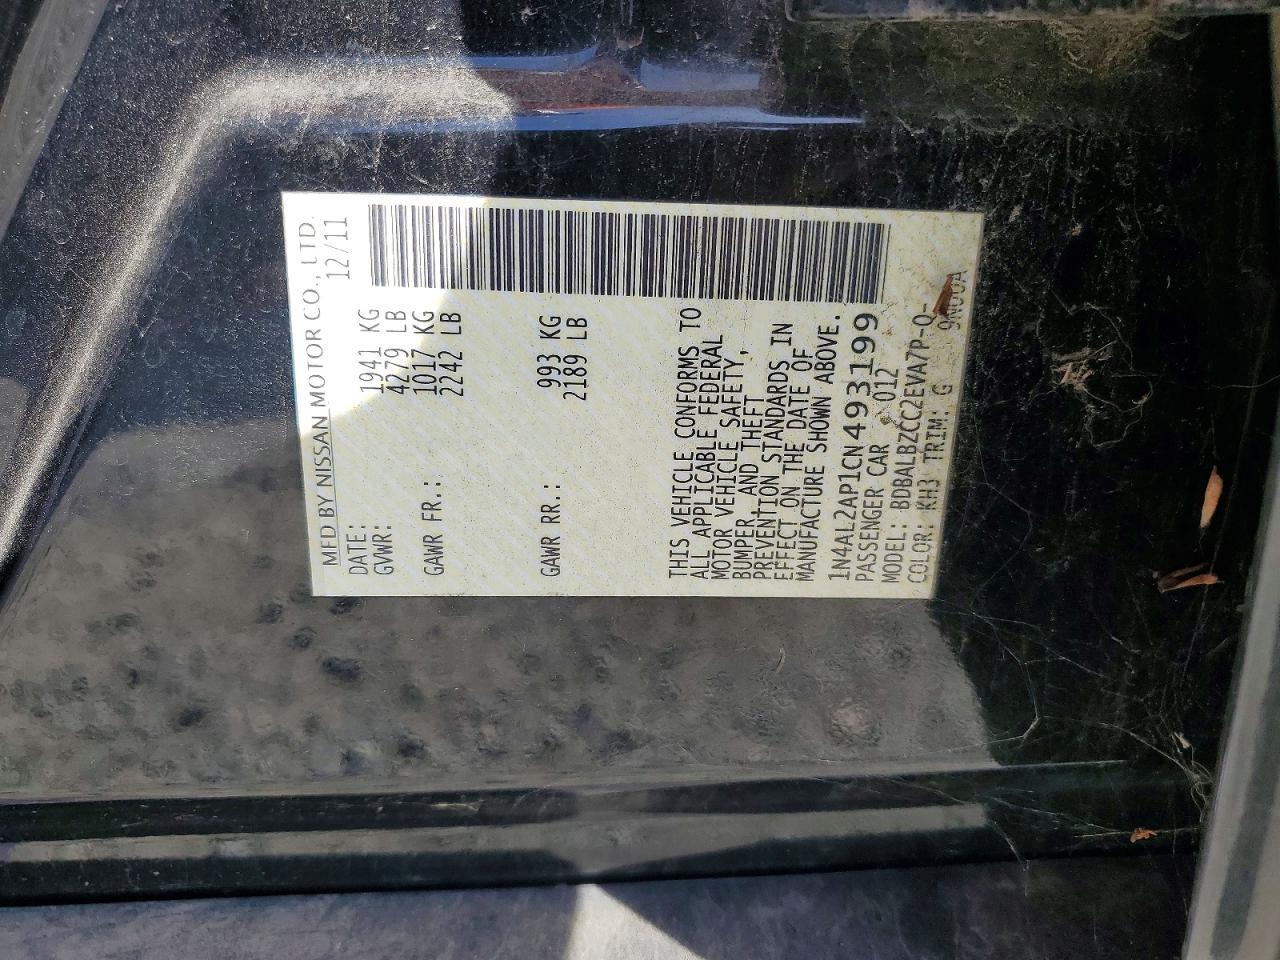 MFD BY NISSAN MOTOR CO., LTD.
DATE: 12/11
GVWR: 1941 KG
4279 LB
GAWR FR.: 1017 KG
2242 LB
GAWR RR.: 993 KG
2189 LB
THIS VEHICLE CONFORMS TO
ALL APPLICABLE FEDERAL
MOTOR VEHICLE SAFETY,
BUMPER AND THEFT
PREVENTION STANDARDS IN
EFFECT ON THE DATE OF
MANUFACTURE SHOWN ABOVE.
1N4AL2AP1CN493199
PASSENGER CAR 012
MODEL: BDBALBZCC2EVA7P-Q-
COLOR: KH3 TRIM: G
9N00A